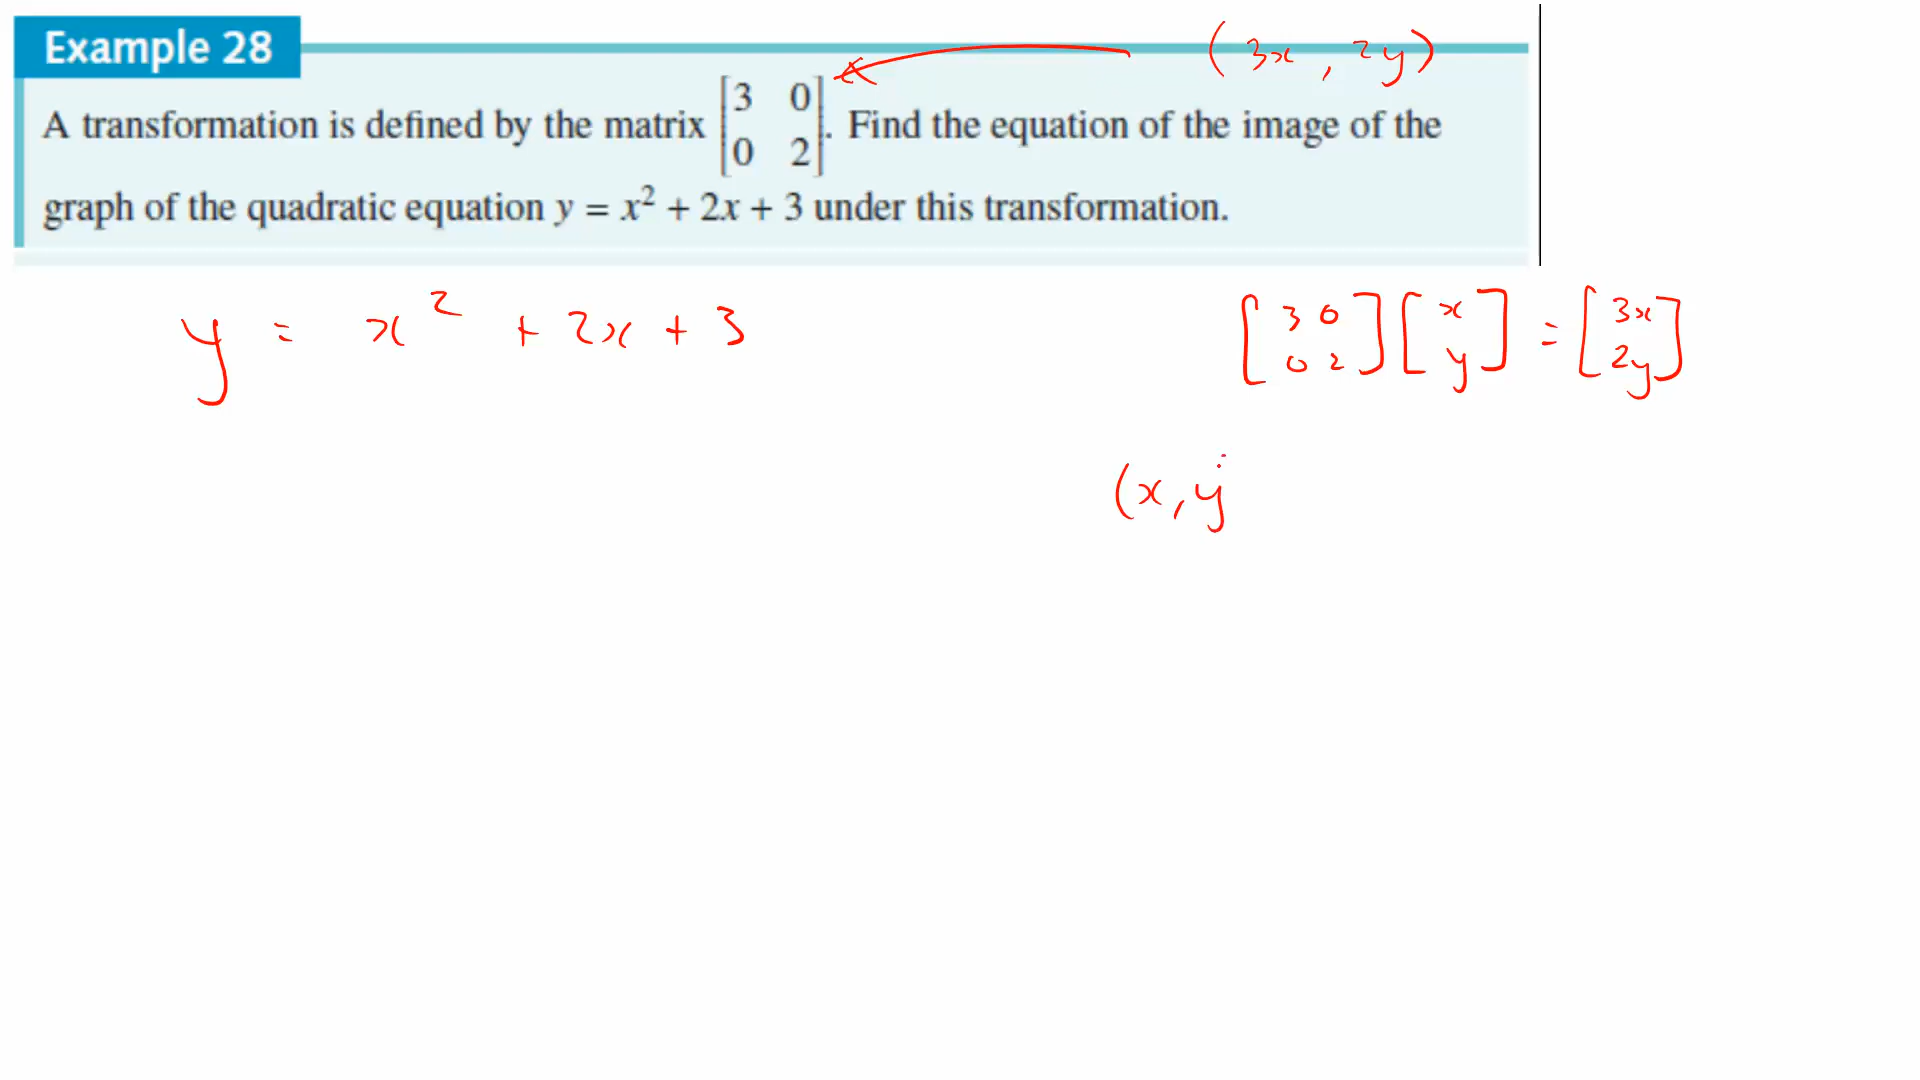 Example 28
(3x, 2y)
A transformation is defined by the matrix [3 0; 0 2]. Find the equation of the image of the
graph of the quadratic equation y = x² + 2x + 3 under this transformation.
y = x² + 2x + 3
[3 0; 0 2] [x; y] = [3x; 2y]
(x, y